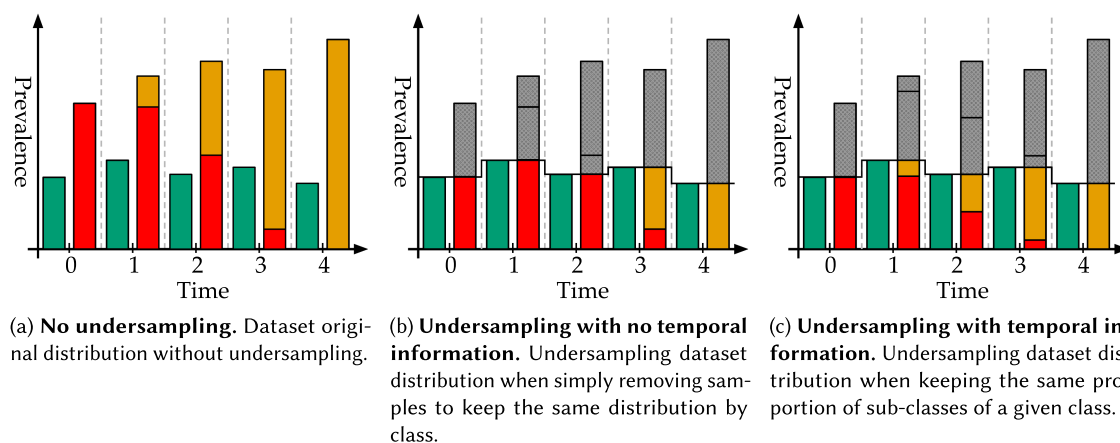 Prevalence
0 1 2 3 4
Time
(a) No undersampling. Dataset origi-
nal distribution without undersampling.
Prevalence
0 1 2 3 4
Time
(b) Undersampling with no temporal
information. Undersampling dataset
distribution when simply removing sam-
ples to keep the same distribution by
class.
Prevalence
0 1 2 3 4
Time
(c) Undersampling with temporal in
formation. Undersampling dataset dis
tribution when keeping the same pro
portion of sub-classes of a given class.